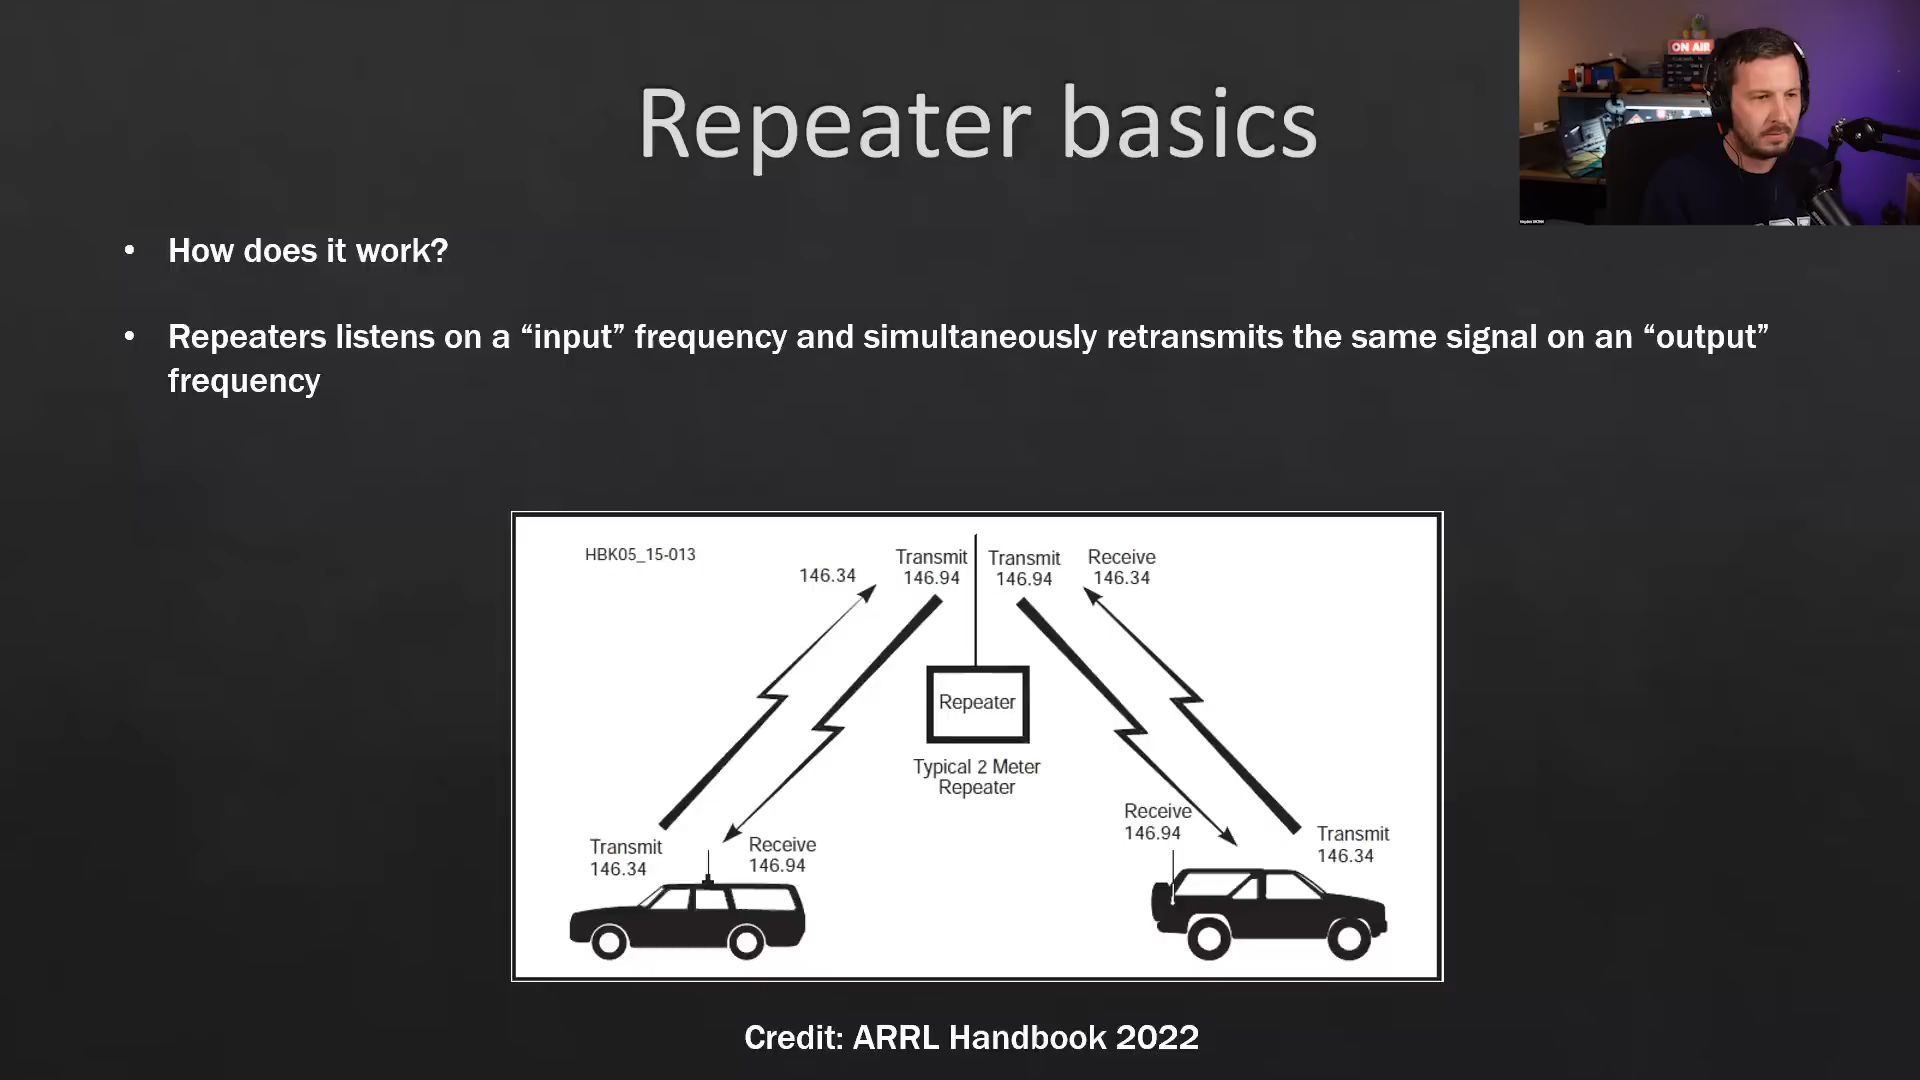 Repeater basics
ON AIR
• How does it work?
• Repeaters listens on a “input” frequency and simultaneously retransmits the same signal on an “output”
frequency
HBK05_15-013
146.34
Transmit
146.94
Transmit
146.94
Receive
146.34
Repeater
Typical 2 Meter
Repeater
Transmit
146.34
Receive
146.94
Receive
146.94
Transmit
146.34
Credit: ARRL Handbook 2022